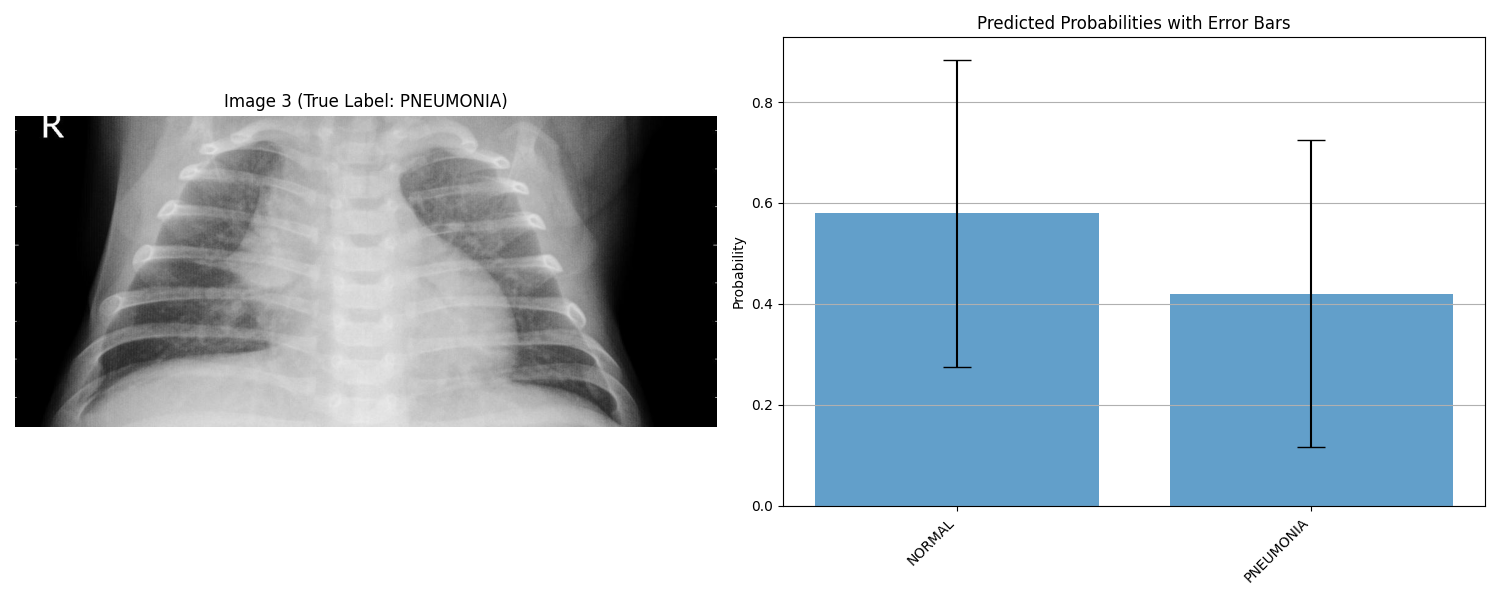 Image 3 (True Label: PNEUMONIA)
R
Predicted Probabilities with Error Bars
Probability
0.8
0.6
0.4
0.2
0.0
NORMAL
PNEUMONIA